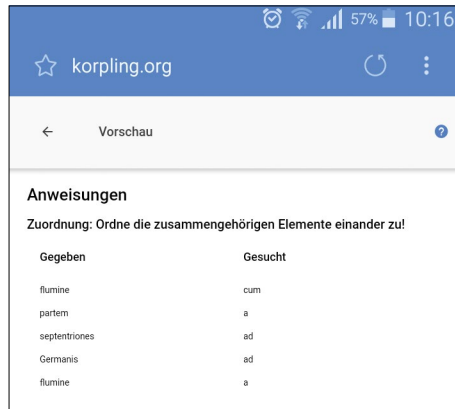 57% 10:16
korpling.org
Vorschau
Anweisungen
Zuordnung: Ordne die zusammengehörigen Elemente einander zu!
Gegeben Gesucht
flumine cum
partem a
septentriones ad
Germanis ad
flumine a